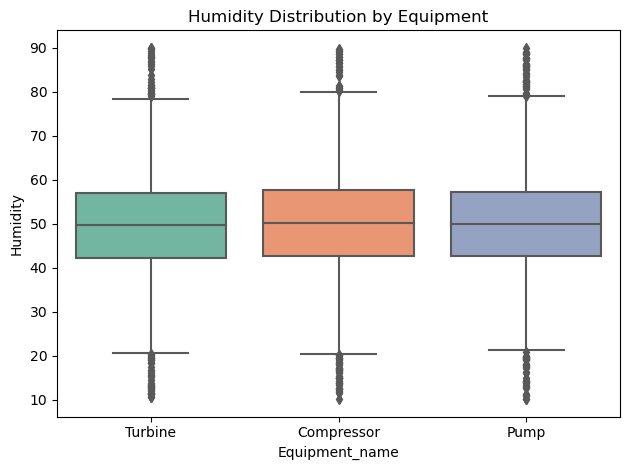 Humidity Distribution by Equipment
Humidity
90
80
70
60
50
40
30
20
10
Turbine Compressor Pump
Equipment_name